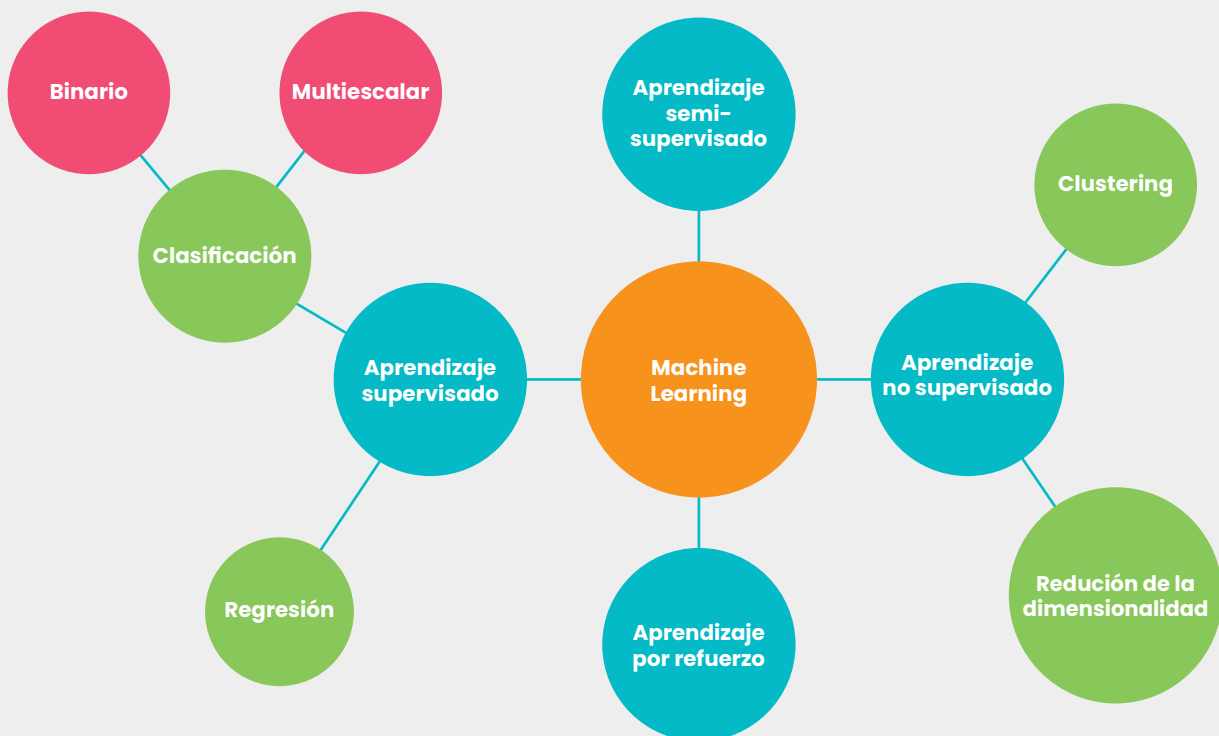 Binario
Multiescalar
Aprendizaje
semi-
supervisado
Clustering
Clasificación
Aprendizaje
supervisado
Machine
Learning
Aprendizaje
no supervisado
Regresión
Aprendizaje
por refuerzo
Redución de la
dimensionalidad